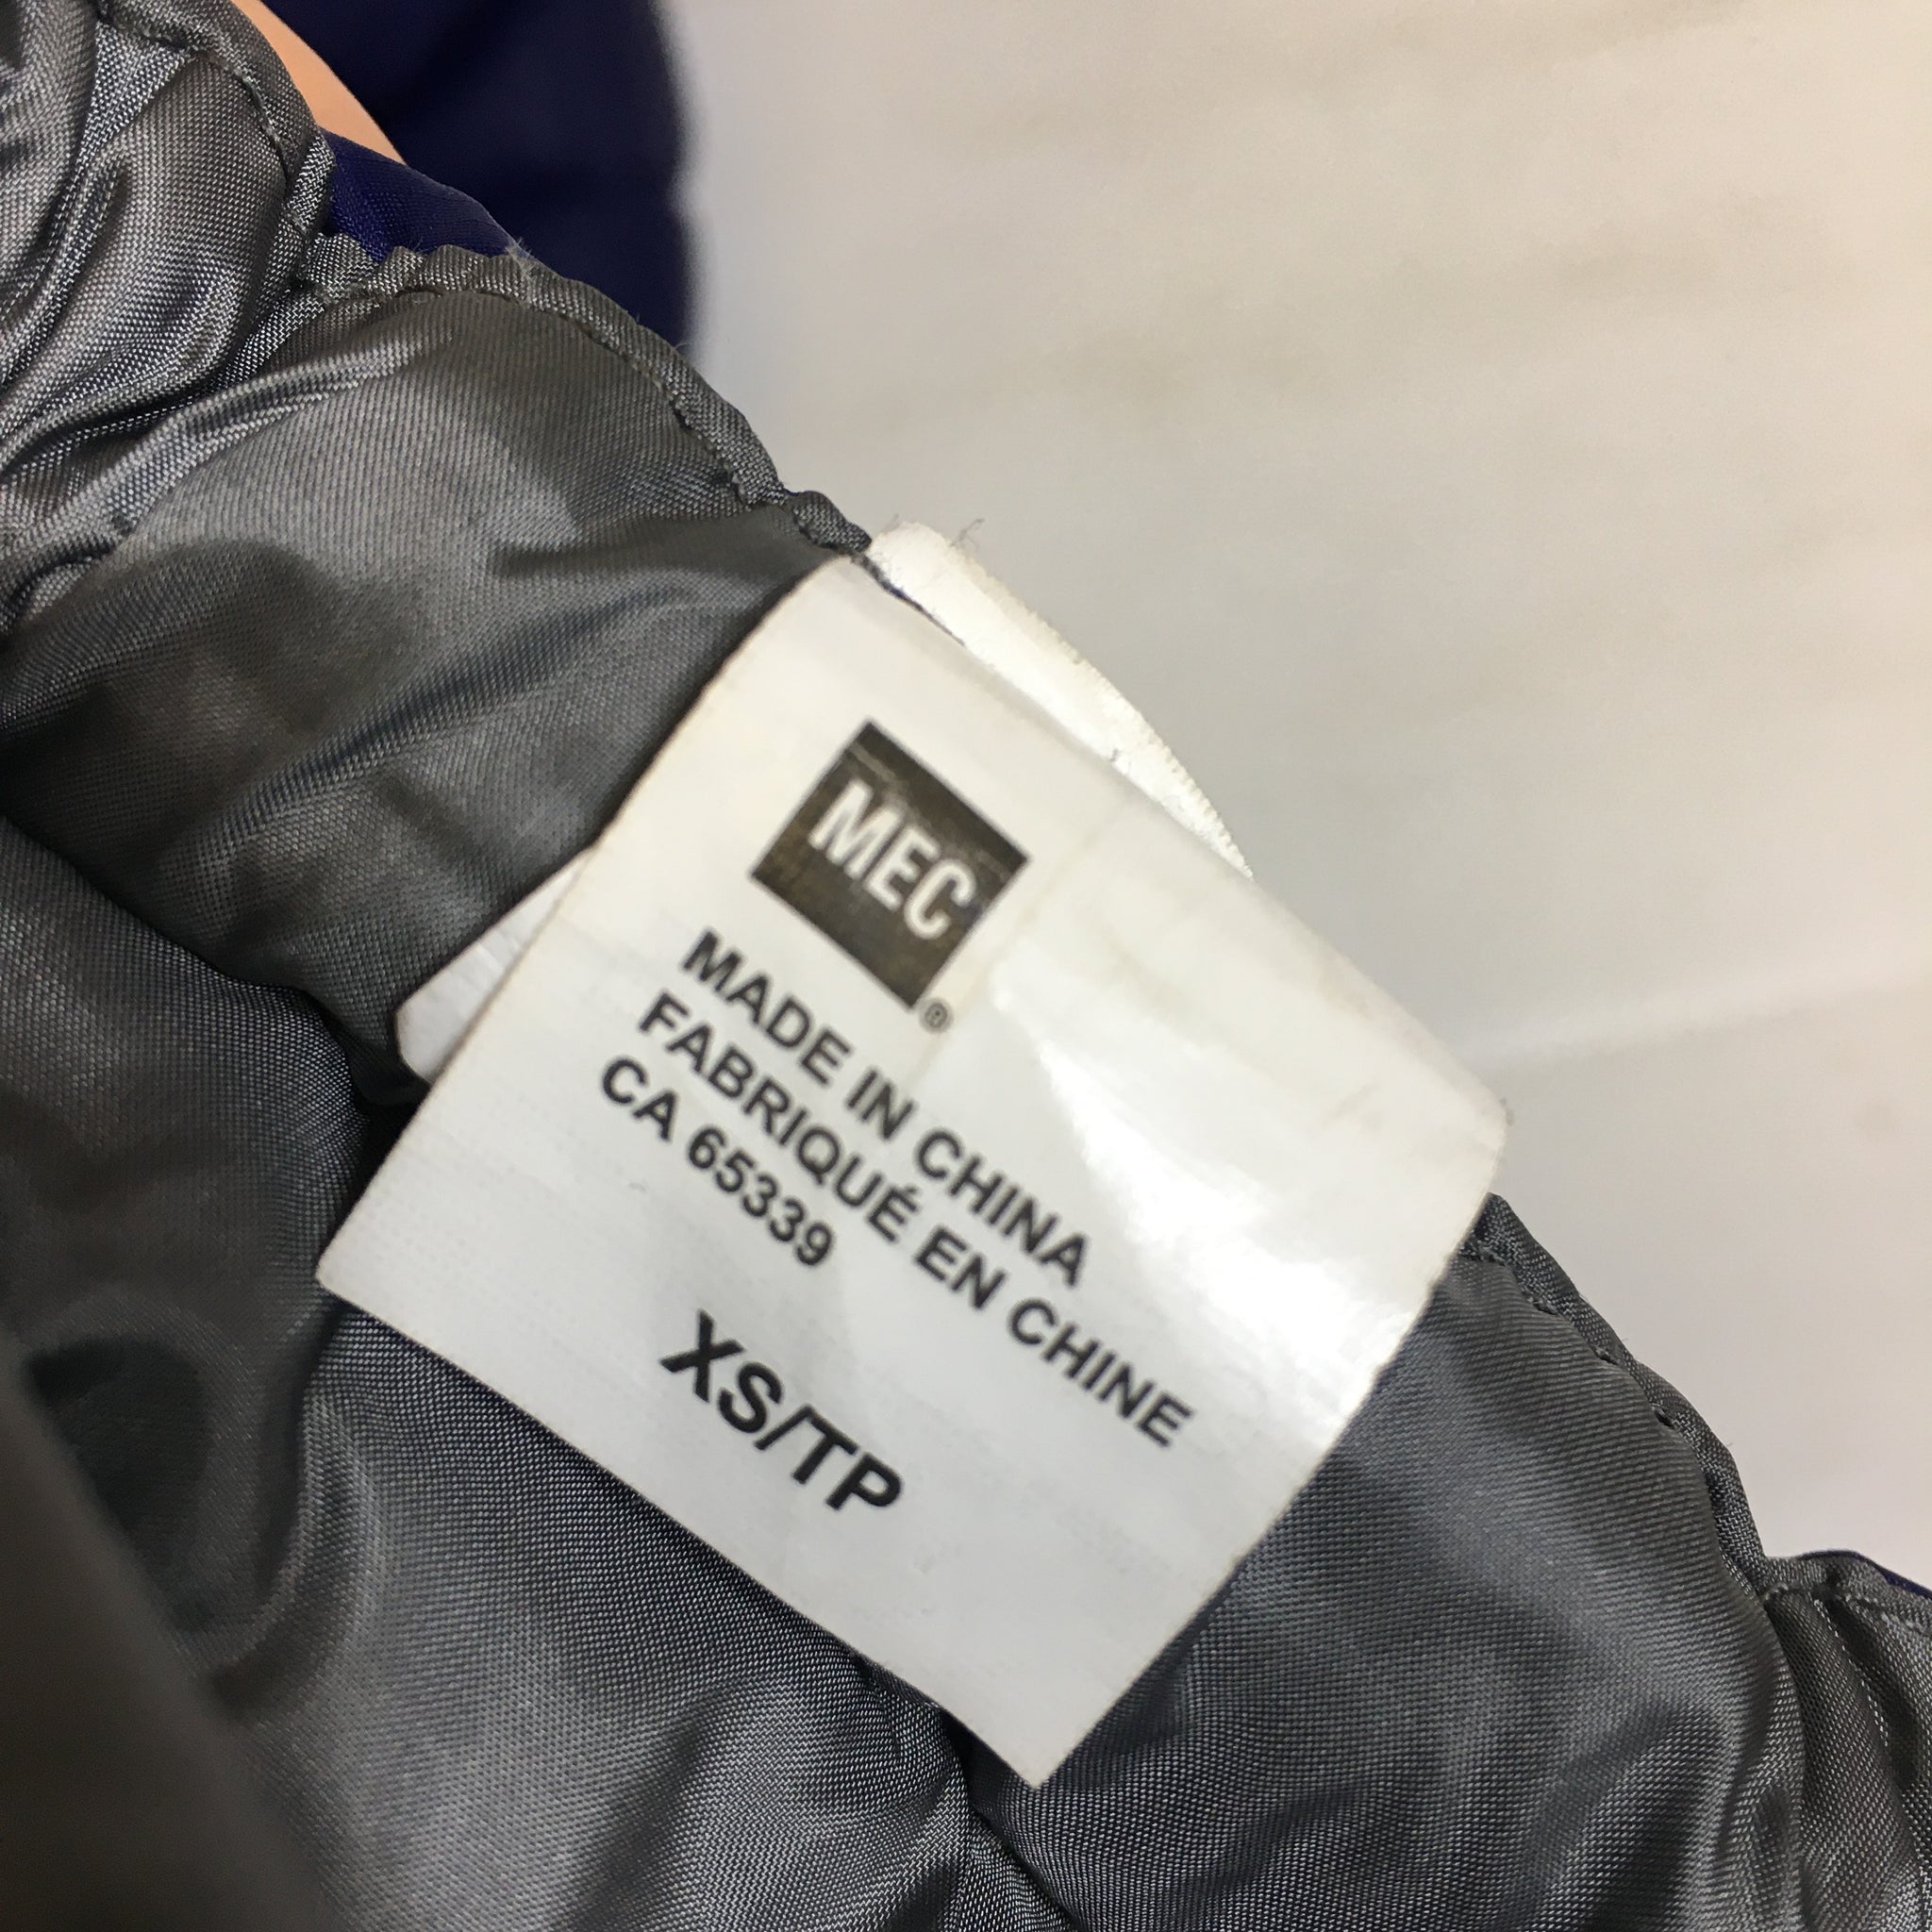 MEC
®
MADE IN CHINA
FABRIQUÉ EN CHINE
CA 65339
XS/TP